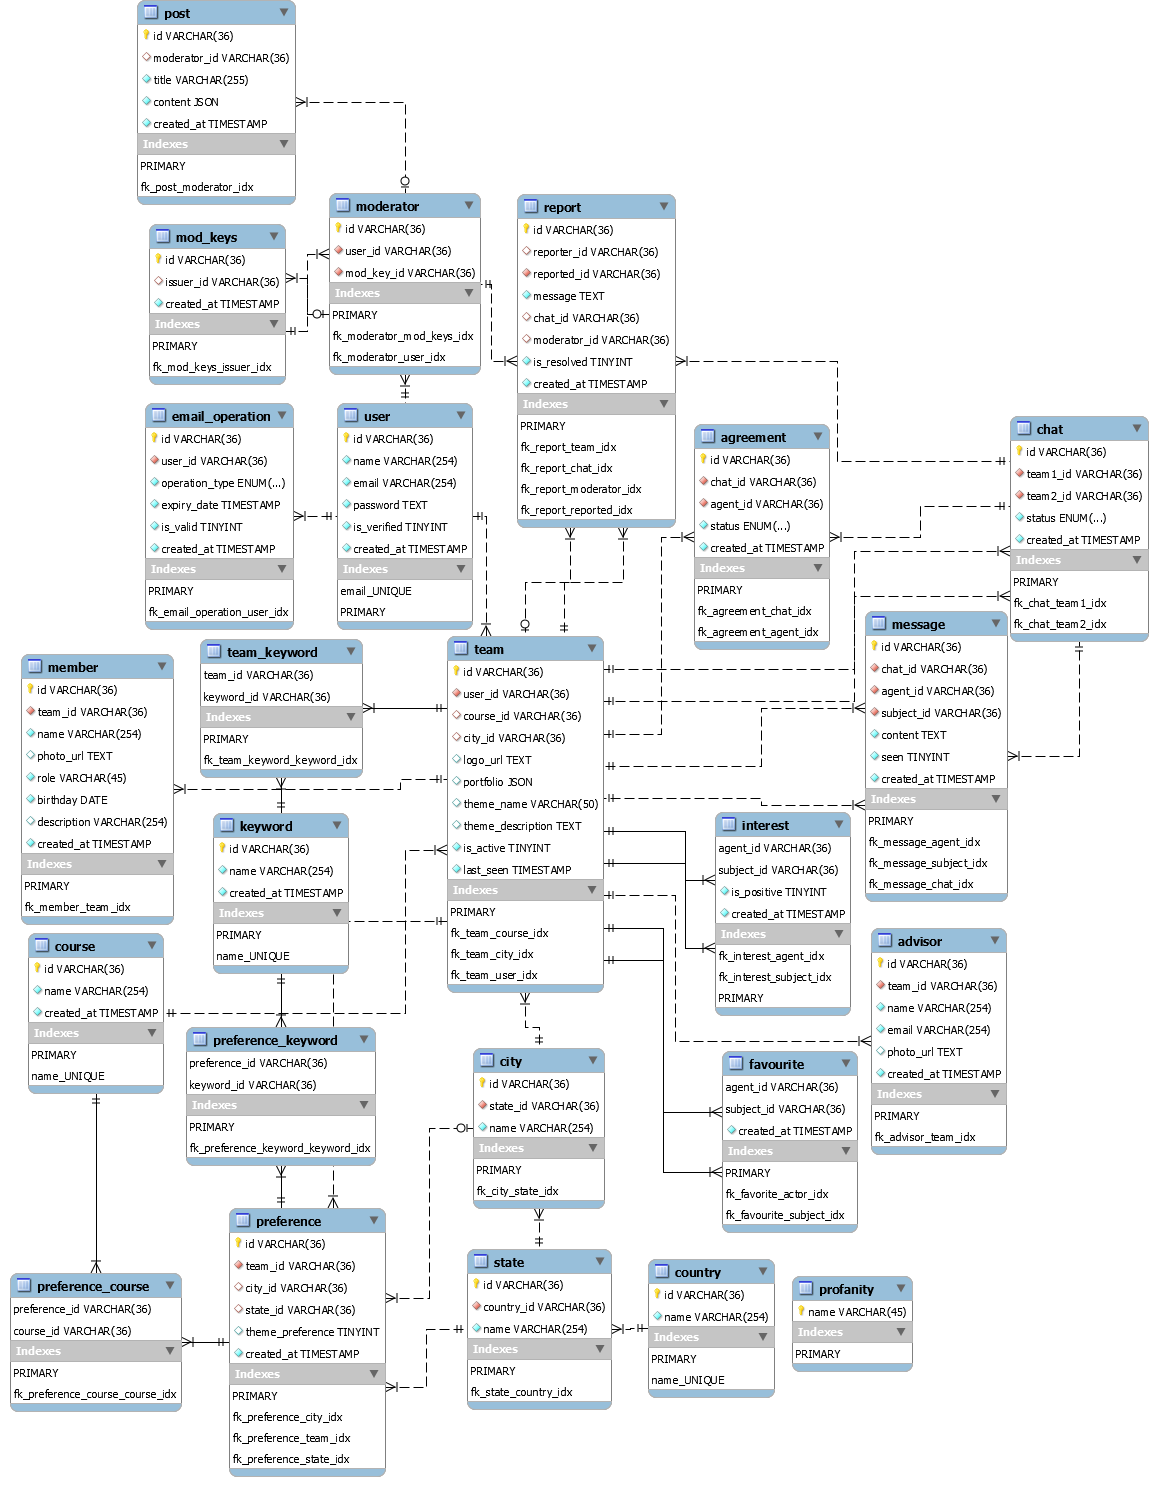 post
id VARCHAR(36)
moderator_id VARCHAR(36)
title VARCHAR(255)
content JSON
created_at TIMESTAMP
Indexes
PRIMARY
fk_post_moderator_idx
moderator
id VARCHAR(36)
user_id VARCHAR(36)
mod_key_id VARCHAR(36)
Indexes
PRIMARY
fk_moderator_mod_keys_idx
fk_moderator_user_idx
report
id VARCHAR(36)
reporter_id VARCHAR(36)
reported_id VARCHAR(36)
message TEXT
chat_id VARCHAR(36)
moderator_id VARCHAR(36)
is_resolved TINYINT
created_at TIMESTAMP
Indexes
PRIMARY
fk_report_team_idx
fk_report_chat_idx
fk_report_moderator_idx
fk_report_reported_idx
mod_keys
id VARCHAR(36)
issuer_id VARCHAR(36)
created_at TIMESTAMP
Indexes
PRIMARY
fk_mod_keys_issuer_idx
email_operation
id VARCHAR(36)
user_id VARCHAR(36)
operation_type ENUM(...)
expiry_date TIMESTAMP
is_valid TINYINT
created_at TIMESTAMP
Indexes
PRIMARY
fk_email_operation_user_idx
user
id VARCHAR(36)
name VARCHAR(254)
email VARCHAR(254)
password TEXT
is_verified TINYINT
created_at TIMESTAMP
Indexes
email_UNIQUE
PRIMARY
agreement
id VARCHAR(36)
chat_id VARCHAR(36)
agent_id VARCHAR(36)
status ENUM(...)
created_at TIMESTAMP
Indexes
PRIMARY
fk_agreement_chat_idx
fk_agreement_agent_idx
chat
id VARCHAR(36)
team1_id VARCHAR(36)
team2_id VARCHAR(36)
status ENUM(...)
created_at TIMESTAMP
Indexes
PRIMARY
fk_chat_team1_idx
fk_chat_team2_idx
message
id VARCHAR(36)
chat_id VARCHAR(36)
agent_id VARCHAR(36)
subject_id VARCHAR(36)
content TEXT
seen TINYINT
created_at TIMESTAMP
Indexes
PRIMARY
fk_message_agent_idx
fk_message_subject_idx
fk_message_chat_idx
team
id VARCHAR(36)
user_id VARCHAR(36)
course_id VARCHAR(36)
city_id VARCHAR(36)
logo_url TEXT
portfolio JSON
theme_name VARCHAR(50)
theme_description TEXT
is_active TINYINT
last_seen TIMESTAMP
Indexes
PRIMARY
fk_team_course_idx
fk_team_city_idx
fk_team_user_idx
team_keyword
team_id VARCHAR(36)
keyword_id VARCHAR(36)
Indexes
PRIMARY
fk_team_keyword_keyword_idx
member
id VARCHAR(36)
team_id VARCHAR(36)
name VARCHAR(254)
photo_url TEXT
role VARCHAR(45)
birthday DATE
description VARCHAR(254)
created_at TIMESTAMP
Indexes
PRIMARY
fk_member_team_idx
keyword
id VARCHAR(36)
name VARCHAR(254)
created_at TIMESTAMP
Indexes
PRIMARY
name_UNIQUE
interest
agent_id VARCHAR(36)
subject_id VARCHAR(36)
is_positive TINYINT
created_at TIMESTAMP
Indexes
fk_interest_agent_idx
fk_interest_subject_idx
PRIMARY
advisor
id VARCHAR(36)
team_id VARCHAR(36)
name VARCHAR(254)
email VARCHAR(254)
photo_url TEXT
created_at TIMESTAMP
Indexes
PRIMARY
fk_advisor_team_idx
course
id VARCHAR(36)
name VARCHAR(254)
created_at TIMESTAMP
Indexes
PRIMARY
name_UNIQUE
preference_keyword
preference_id VARCHAR(36)
keyword_id VARCHAR(36)
Indexes
PRIMARY
fk_preference_keyword_keyword_idx
city
id VARCHAR(36)
state_id VARCHAR(36)
name VARCHAR(254)
Indexes
PRIMARY
fk_city_state_idx
favourite
agent_id VARCHAR(36)
subject_id VARCHAR(36)
created_at TIMESTAMP
Indexes
PRIMARY
fk_favorite_actor_idx
fk_favourite_subject_idx
preference
id VARCHAR(36)
team_id VARCHAR(36)
city_id VARCHAR(36)
state_id VARCHAR(36)
theme_preference TINYINT
created_at TIMESTAMP
Indexes
PRIMARY
fk_preference_city_idx
fk_preference_team_idx
fk_preference_state_idx
preference_course
preference_id VARCHAR(36)
course_id VARCHAR(36)
Indexes
PRIMARY
fk_preference_course_course_idx
state
id VARCHAR(36)
country_id VARCHAR(36)
name VARCHAR(254)
Indexes
PRIMARY
fk_state_country_idx
country
id VARCHAR(36)
name VARCHAR(254)
Indexes
PRIMARY
name_UNIQUE
profanity
name VARCHAR(45)
Indexes
PRIMARY